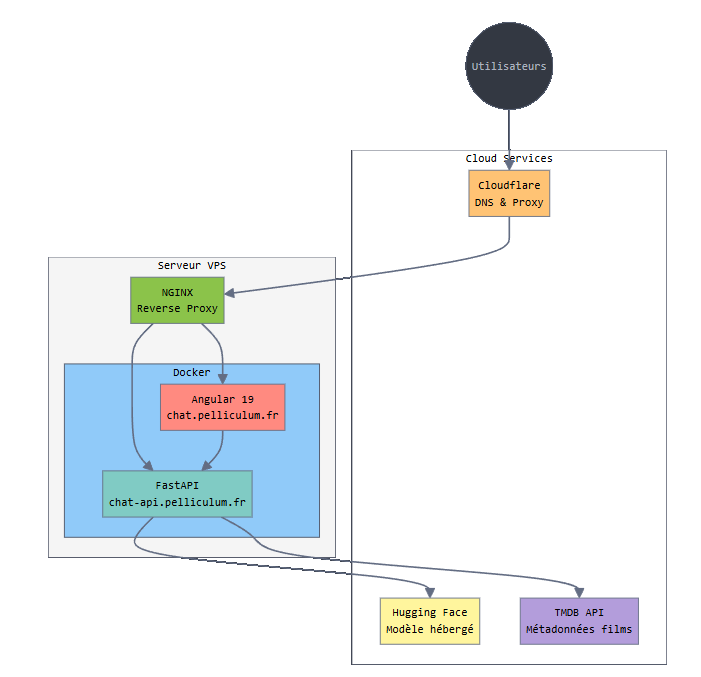 Utilisateurs
Cloud Services
Cloudflare
DNS & Proxy
Serveur VPS
NGINX
Reverse Proxy
Docker
Angular 19
chat.pelliculum.fr
FastAPI
chat-api.pelliculum.fr
Hugging Face
Modèle hébergé
TMDB API
Métadonnées films